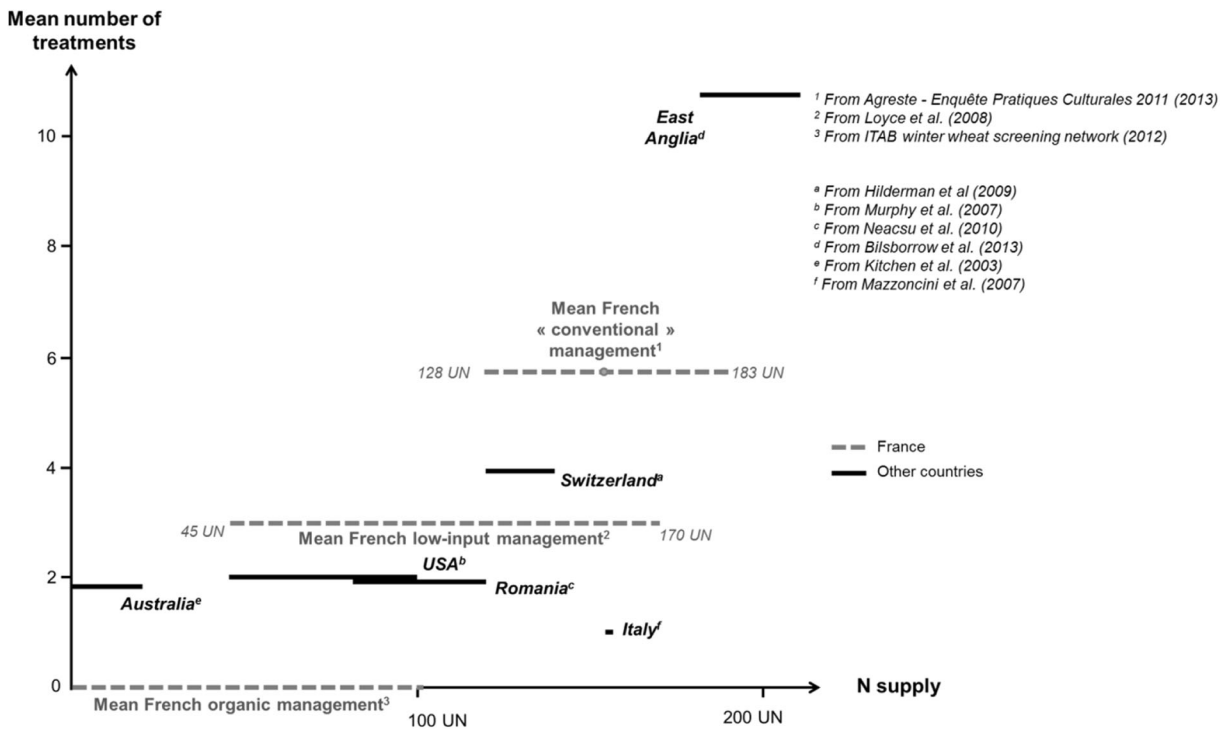 Mean number of
treatments
10
8
6
4
2
0
East
Anglia^d
¹ From Agreste - Enquête Pratiques Culturales 2011 (2013)
² From Loyce et al. (2008)
³ From ITAB winter wheat screening network (2012)
ᵃ From Hilderman et al (2009)
ᵇ From Murphy et al. (2007)
ᶜ From Neacsu et al. (2010)
ᵈ From Bilsborrow et al. (2013)
ᵉ From Kitchen et al. (2003)
ᶠ From Mazzoncini et al. (2007)
Mean French
« conventional »
management¹
128 UN
183 UN
France
Other countries
Switzerlandᵃ
45 UN
170 UN
Mean French low-input management²
USAᵇ
Romaniaᶜ
Australiaᵉ
Italyᶠ
Mean French organic management³
N supply
100 UN
200 UN